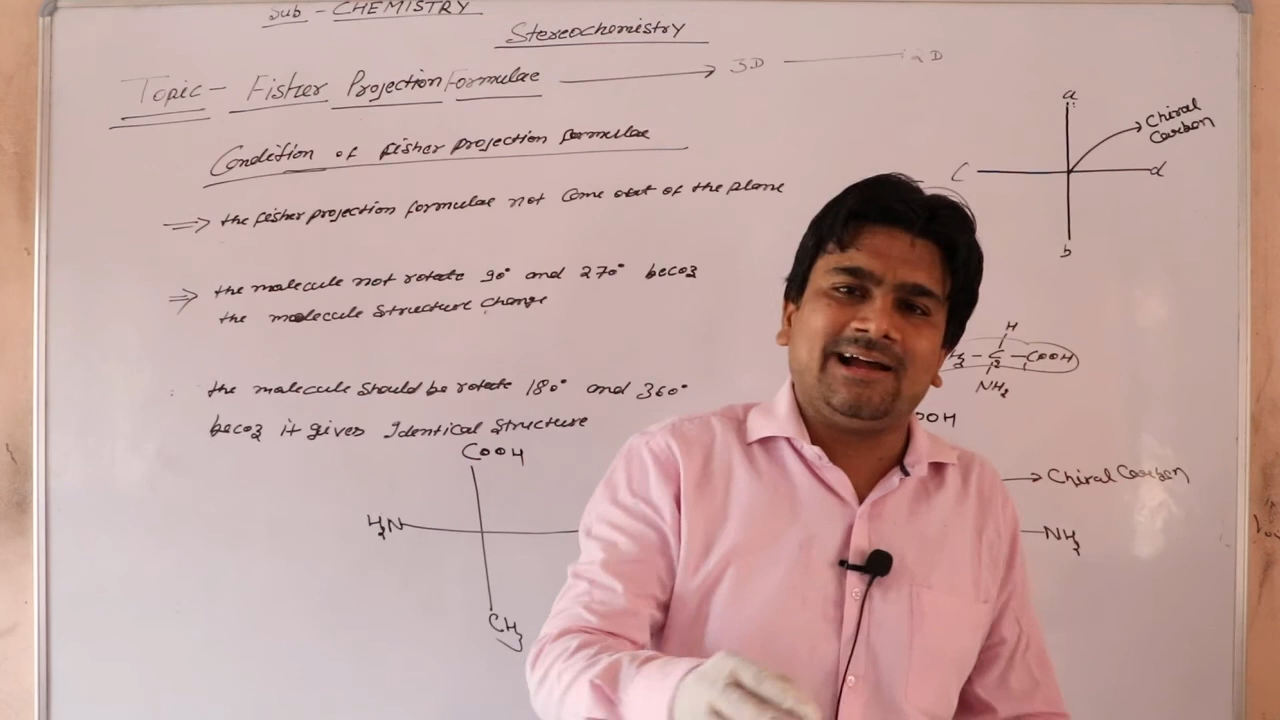 Sub - CHEMISTRY
Stereochemistry
Topic - Fisher Projection Formulae → 3D — 2D
Condition of fisher projection formulae
⇒ the fisher projection formulae not come out of the plane
⇒ the molecule not rotate 90° and 270° becoz
the molecule structure change
the molecule should be rotate 180° and 360°
becoz it gives Identical structure
COOH
H2N
CH3
a
Chiral
Carbon
C
d
b
H
C - COOH
NH2
OOH
→ Chiral Carbon
NH2